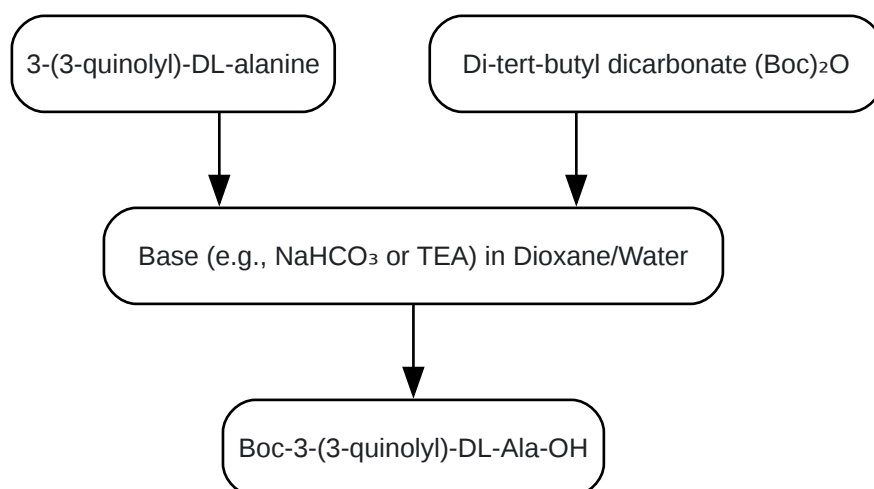 3-(3-quinolyl)-DL-alanine
Di-tert-butyl dicarbonate (Boc)₂O
Base (e.g., NaHCO₃ or TEA) in Dioxane/Water
Boc-3-(3-quinolyl)-DL-Ala-OH